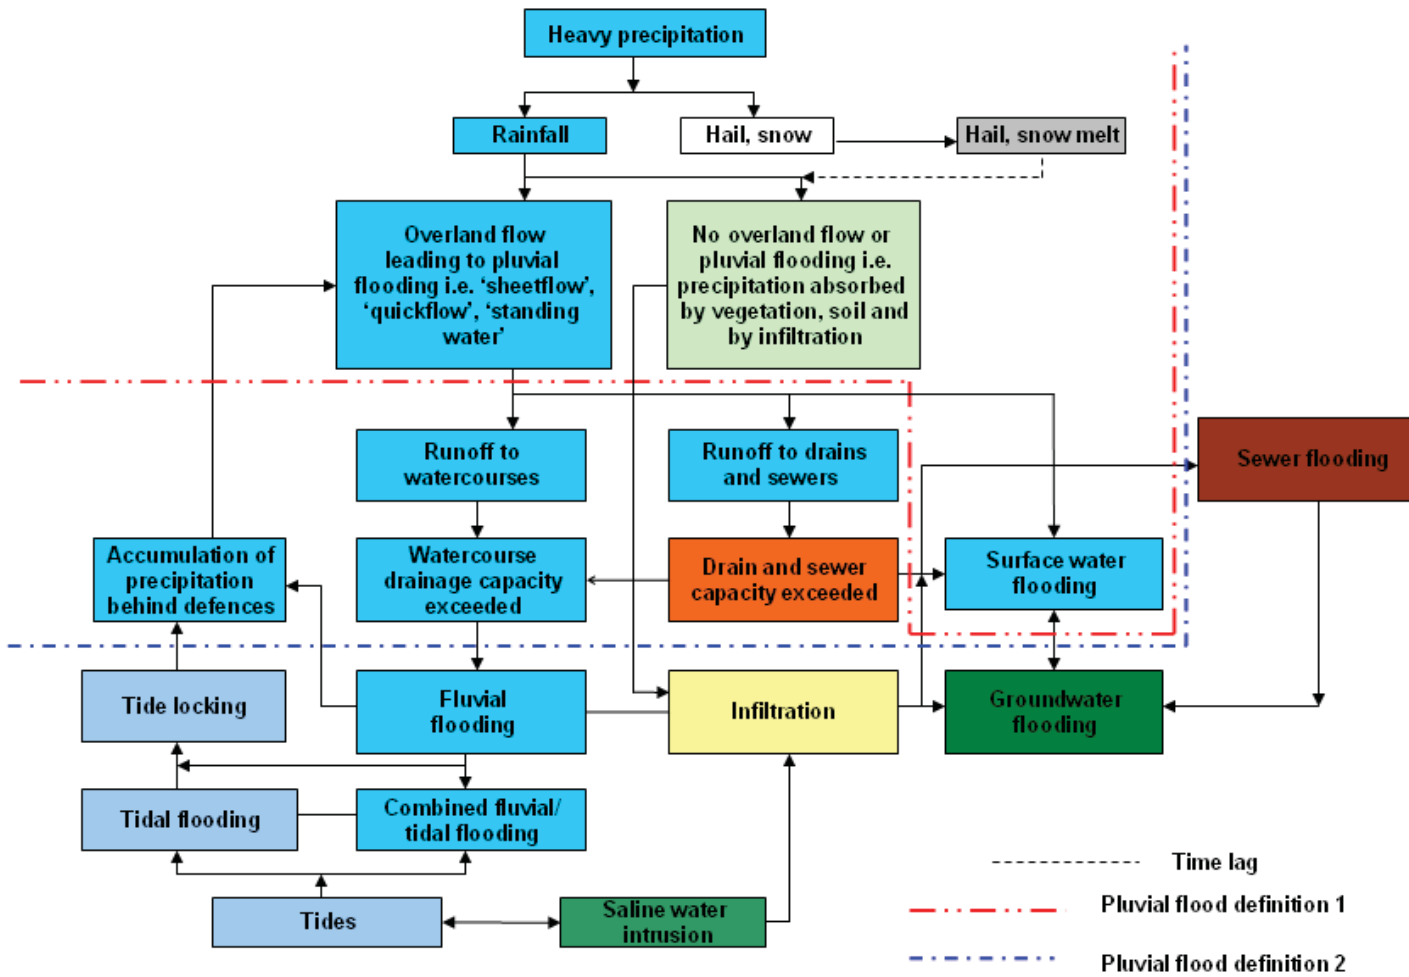 Heavy precipitation
Rainfall
Hail, snow
Hail, snow melt
Overland flow
leading to pluvial
flooding i.e. ‘sheetflow’,
‘quickflow’, ‘standing
water’
No overland flow or
pluvial flooding i.e.
precipitation absorbed
by vegetation, soil and
by infiltration
Runoff to
watercourses
Runoff to drains
and sewers
Sewer flooding
Accumulation of
precipitation
behind defences
Watercourse
drainage capacity
exceeded
Drain and sewer
capacity exceeded
Surface water
flooding
Tide locking
Fluvial
flooding
Infiltration
Groundwater
flooding
Tidal flooding
Combined fluvial/
tidal flooding
Tides
Saline water
intrusion
Time lag
Pluvial flood definition 1
Pluvial flood definition 2